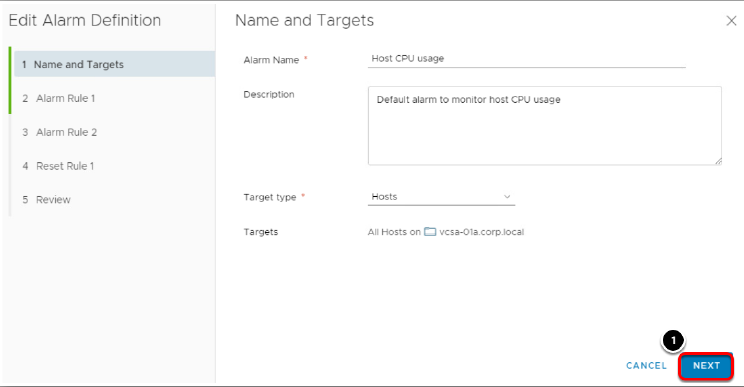 Edit Alarm Definition
1 Name and Targets
2 Alarm Rule 1
3 Alarm Rule 2
4 Reset Rule 1
5 Review
Name and Targets
Alarm Name *
Host CPU usage
Description
Default alarm to monitor host CPU usage
Target type *
Hosts
Targets
All Hosts on vcsa-01a.corp.local
1
CANCEL
NEXT